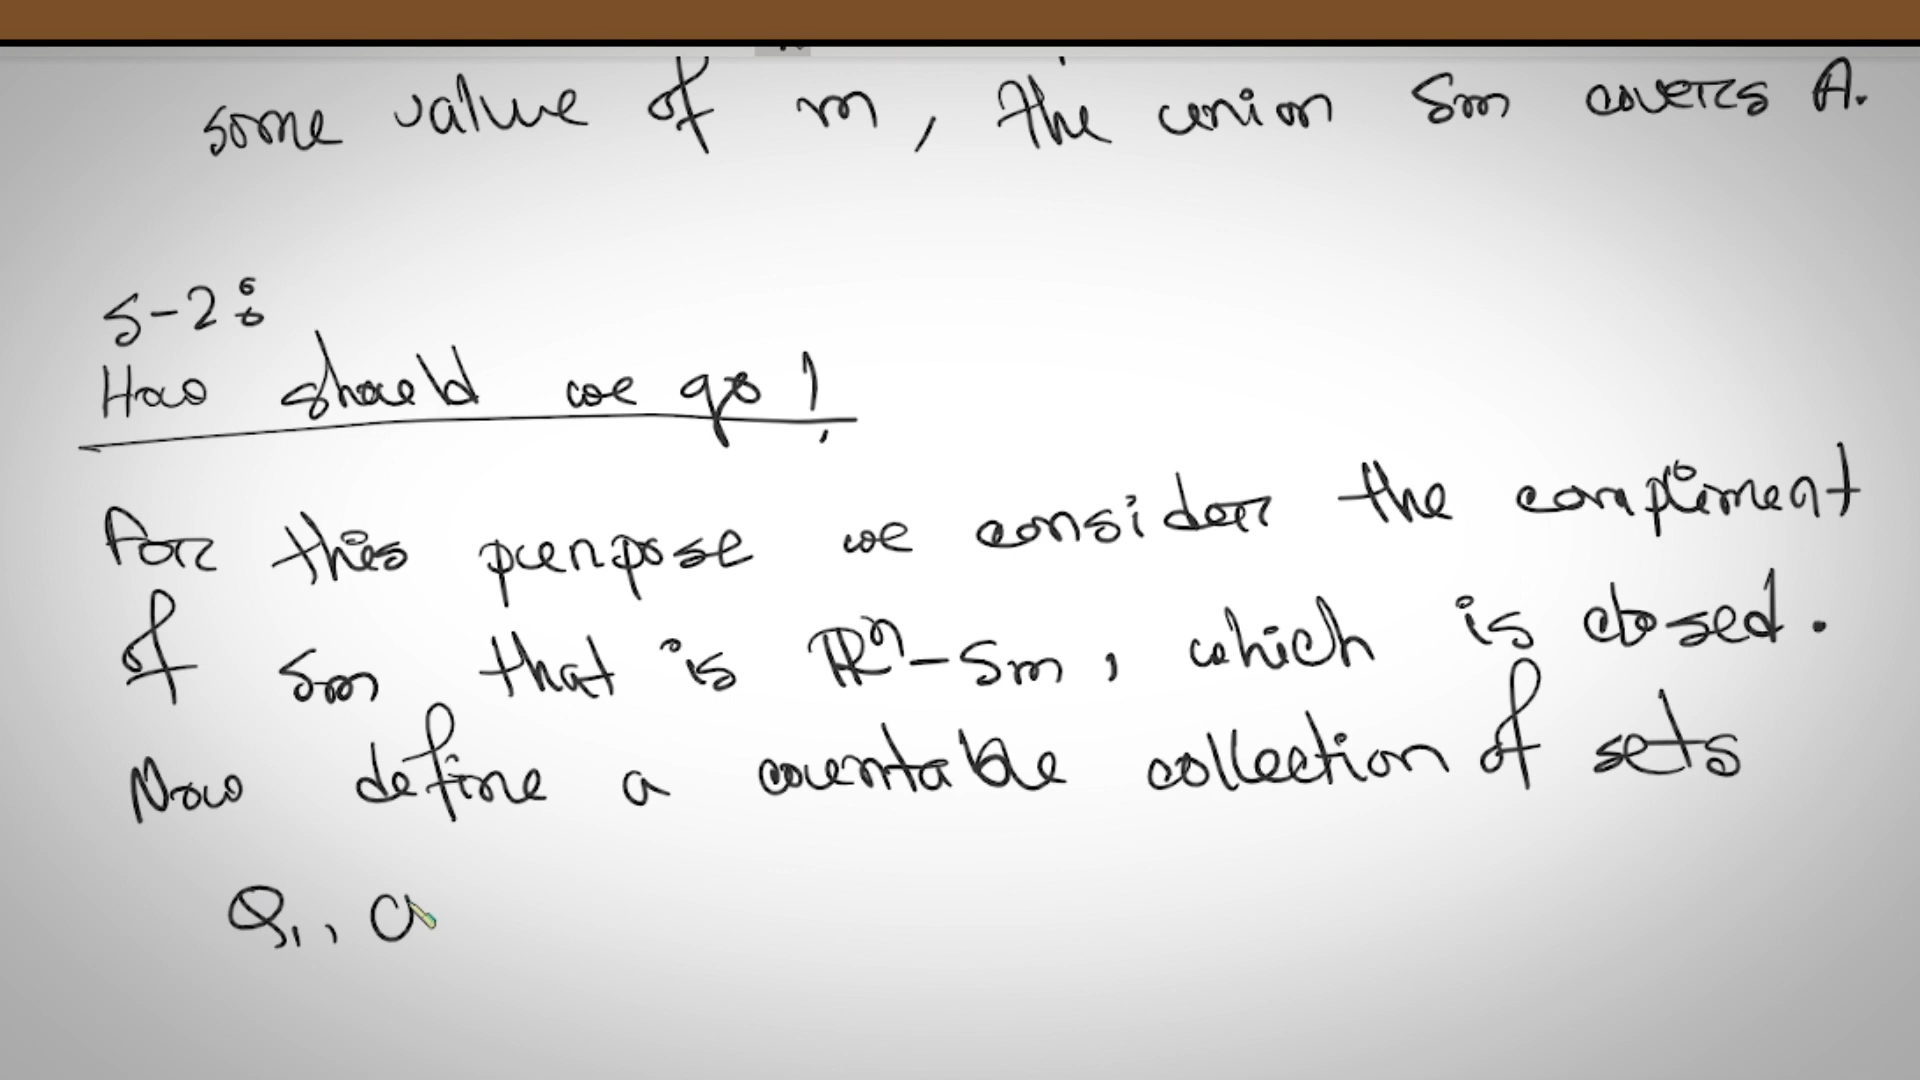 some value of m, the union Sm covers A.
S-2:
How should we go!
For this purpose we consider the compliment
of Sm that is ℝⁿ-Sm, which is closed.
Now define a countable collection of sets
Q₁,